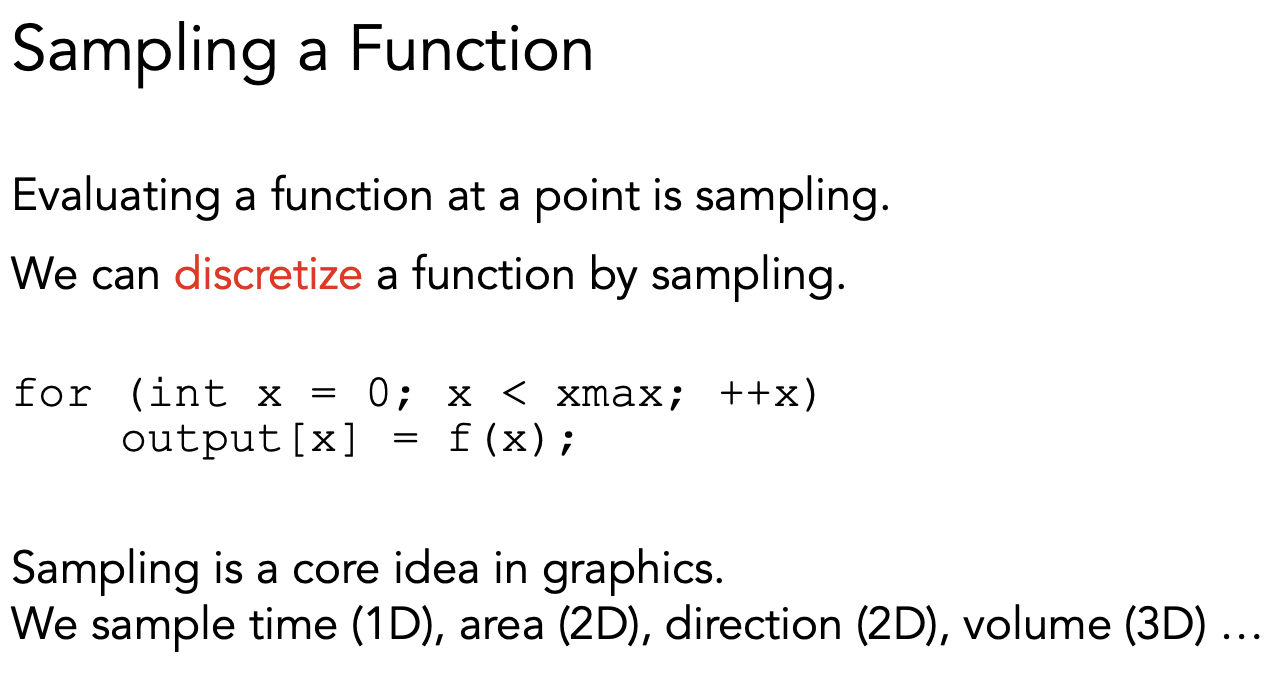 Sampling a Function
Evaluating a function at a point is sampling.
We can discretize a function by sampling.
for (int x = 0; x < xmax; ++x)
    output[x] = f(x);
Sampling is a core idea in graphics.
We sample time (1D), area (2D), direction (2D), volume (3D) …